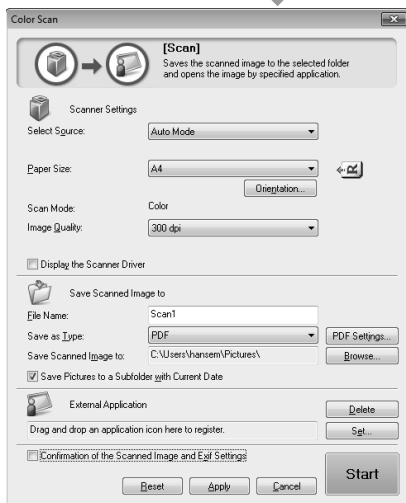 Color Scan
[Scan]
Saves the scanned image to the selected folder
and opens the image by specified application.
Scanner Settings
Select Source: Auto Mode
Paper Size: A4
Orientation...
Scan Mode: Color
Image Quality: 300 dpi
Display the Scanner Driver
Save Scanned Image to
File Name: Scan1
Save as Type: PDF PDF Settings...
Save Scanned Image to: C:\Users\hansem\Pictures\ Browse...
Save Pictures to a Subfolder with Current Date
External Application Delete
Drag and drop an application icon here to register. Set...
Confirmation of the Scanned Image and Exif Settings
Reset Apply Cancel Start